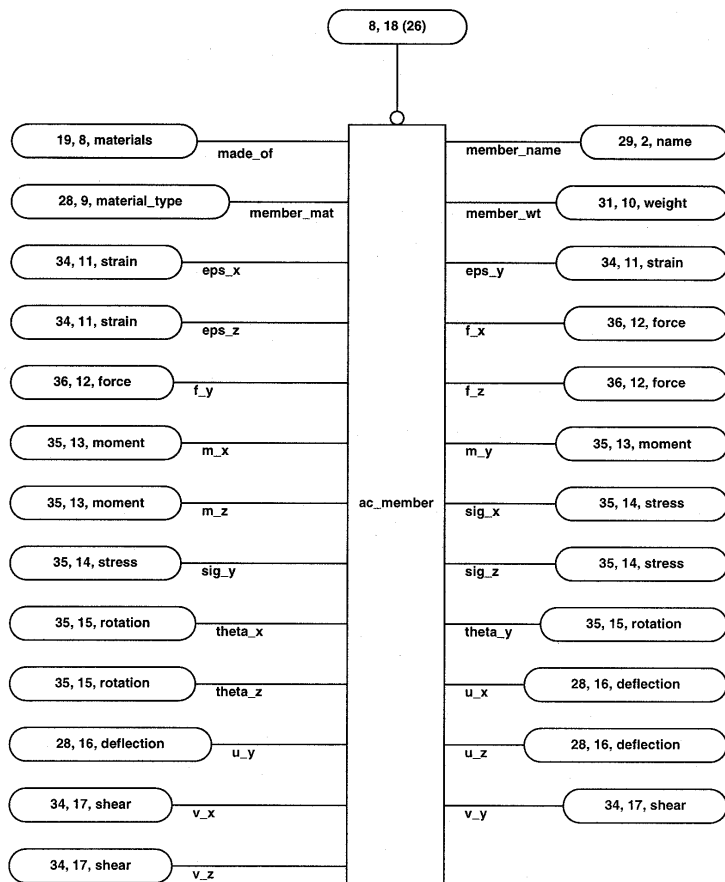 8, 18 (26)
19, 8, materials
made_of
member_name
29, 2, name
28, 9, material_type
member_mat
member_wt
31, 10, weight
34, 11, strain
eps_x
eps_y
34, 11, strain
34, 11, strain
eps_z
f_x
36, 12, force
36, 12, force
f_y
f_z
36, 12, force
35, 13, moment
m_x
m_y
35, 13, moment
35, 13, moment
m_z
ac_member
sig_x
35, 14, stress
35, 14, stress
sig_y
sig_z
35, 14, stress
35, 15, rotation
theta_x
theta_y
35, 15, rotation
35, 15, rotation
theta_z
u_x
28, 16, deflection
28, 16, deflection
u_y
u_z
28, 16, deflection
34, 17, shear
v_x
v_y
34, 17, shear
34, 17, shear
v_z